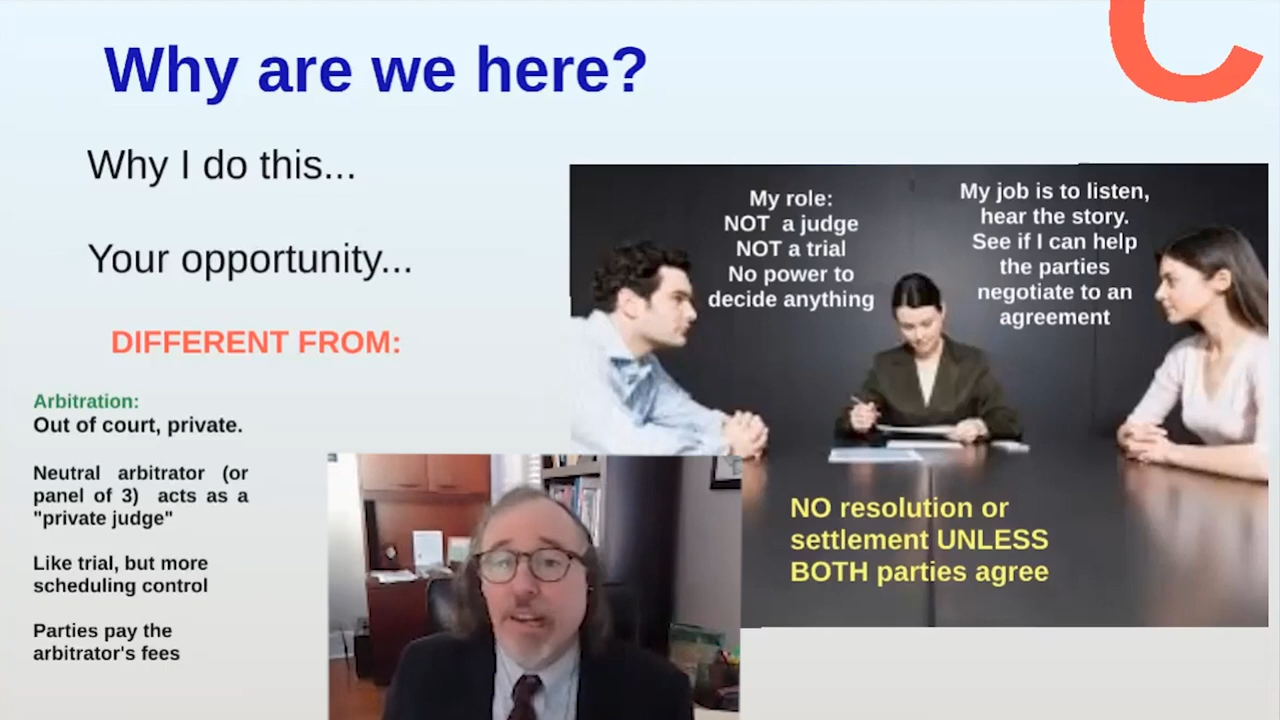 Why are we here?
Why I do this...
Your opportunity...
DIFFERENT FROM:
Arbitration:
Out of court, private.
Neutral arbitrator (or
panel of 3) acts as a
"private judge"
Like trial, but more
scheduling control
Parties pay the
arbitrator's fees
My role:
NOT a judge
NOT a trial
No power to
decide anything
My job is to listen,
hear the story.
See if I can help
the parties
negotiate to an
agreement
NO resolution or
settlement UNLESS
BOTH parties agree